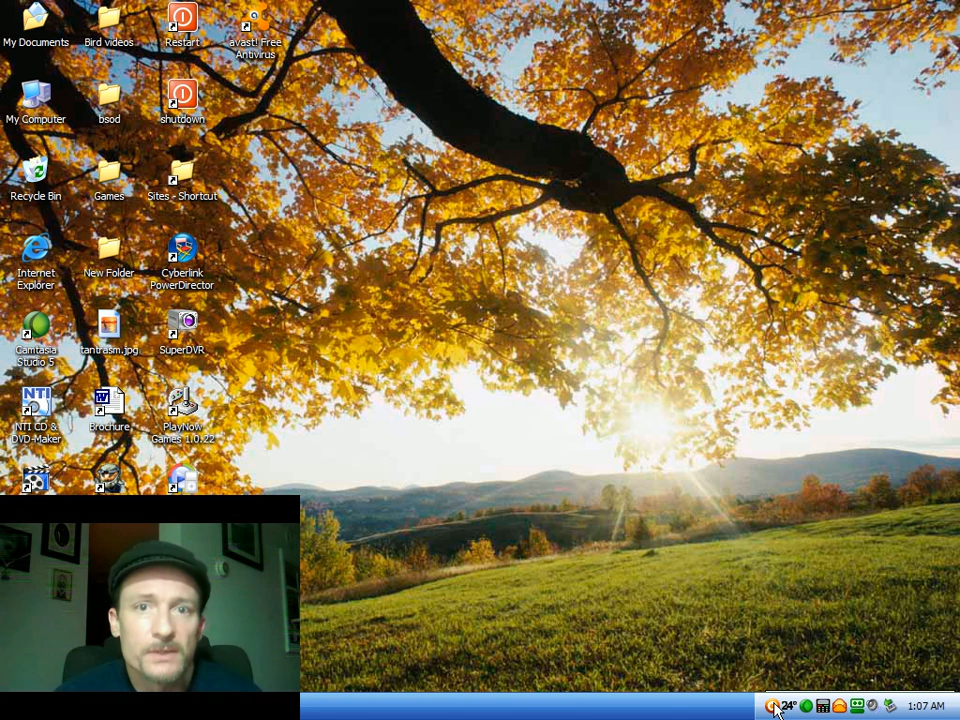 My Documents
Bird videos
Restart
avast! Free
Antivirus
My Computer
bsod
shutdown
Recycle Bin
Games
Sites - Shortcut
Internet
Explorer
New Folder
Cyberlink
PowerDirector
Camtasia
Studio 5
tantrasm.jpg
SuperDVR
NTI
NTI CD &
DVD-Maker
Brochure
PlayNow
Games 1.0.22
24°
1:07 AM